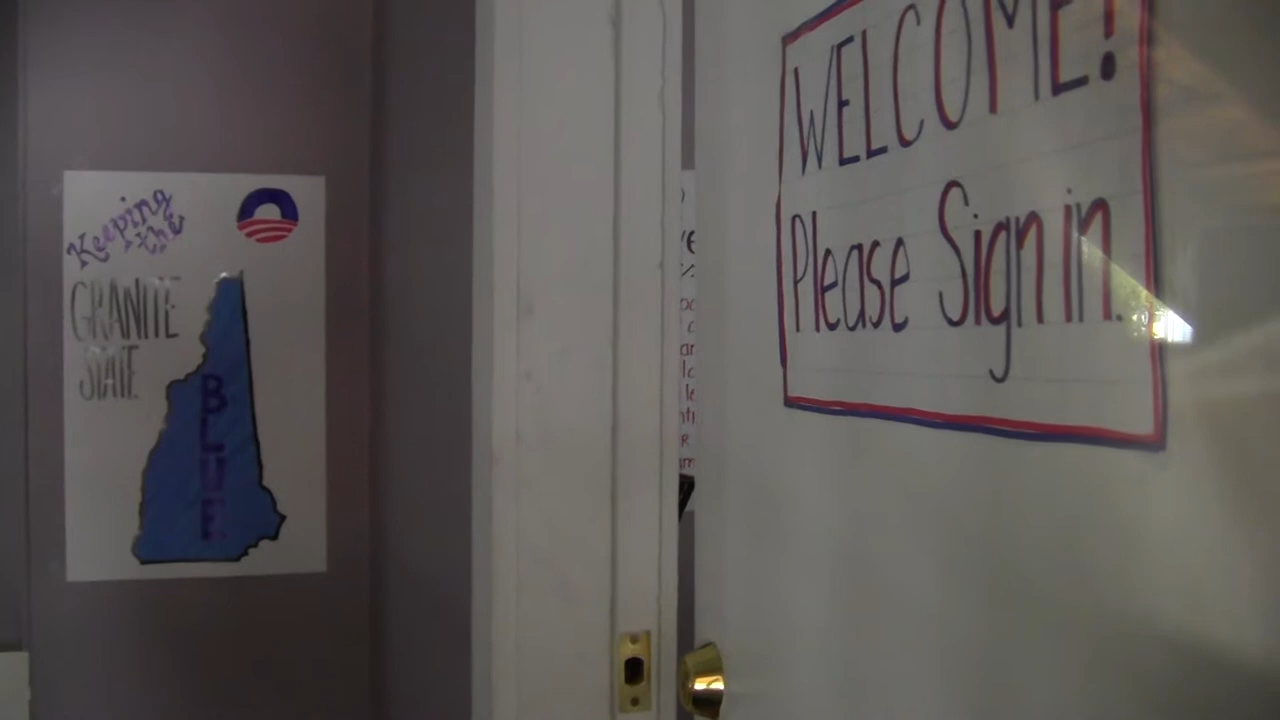 Keeping
the
GRANITE
STATE
BLUE
WELCOME!
Please Sign in.